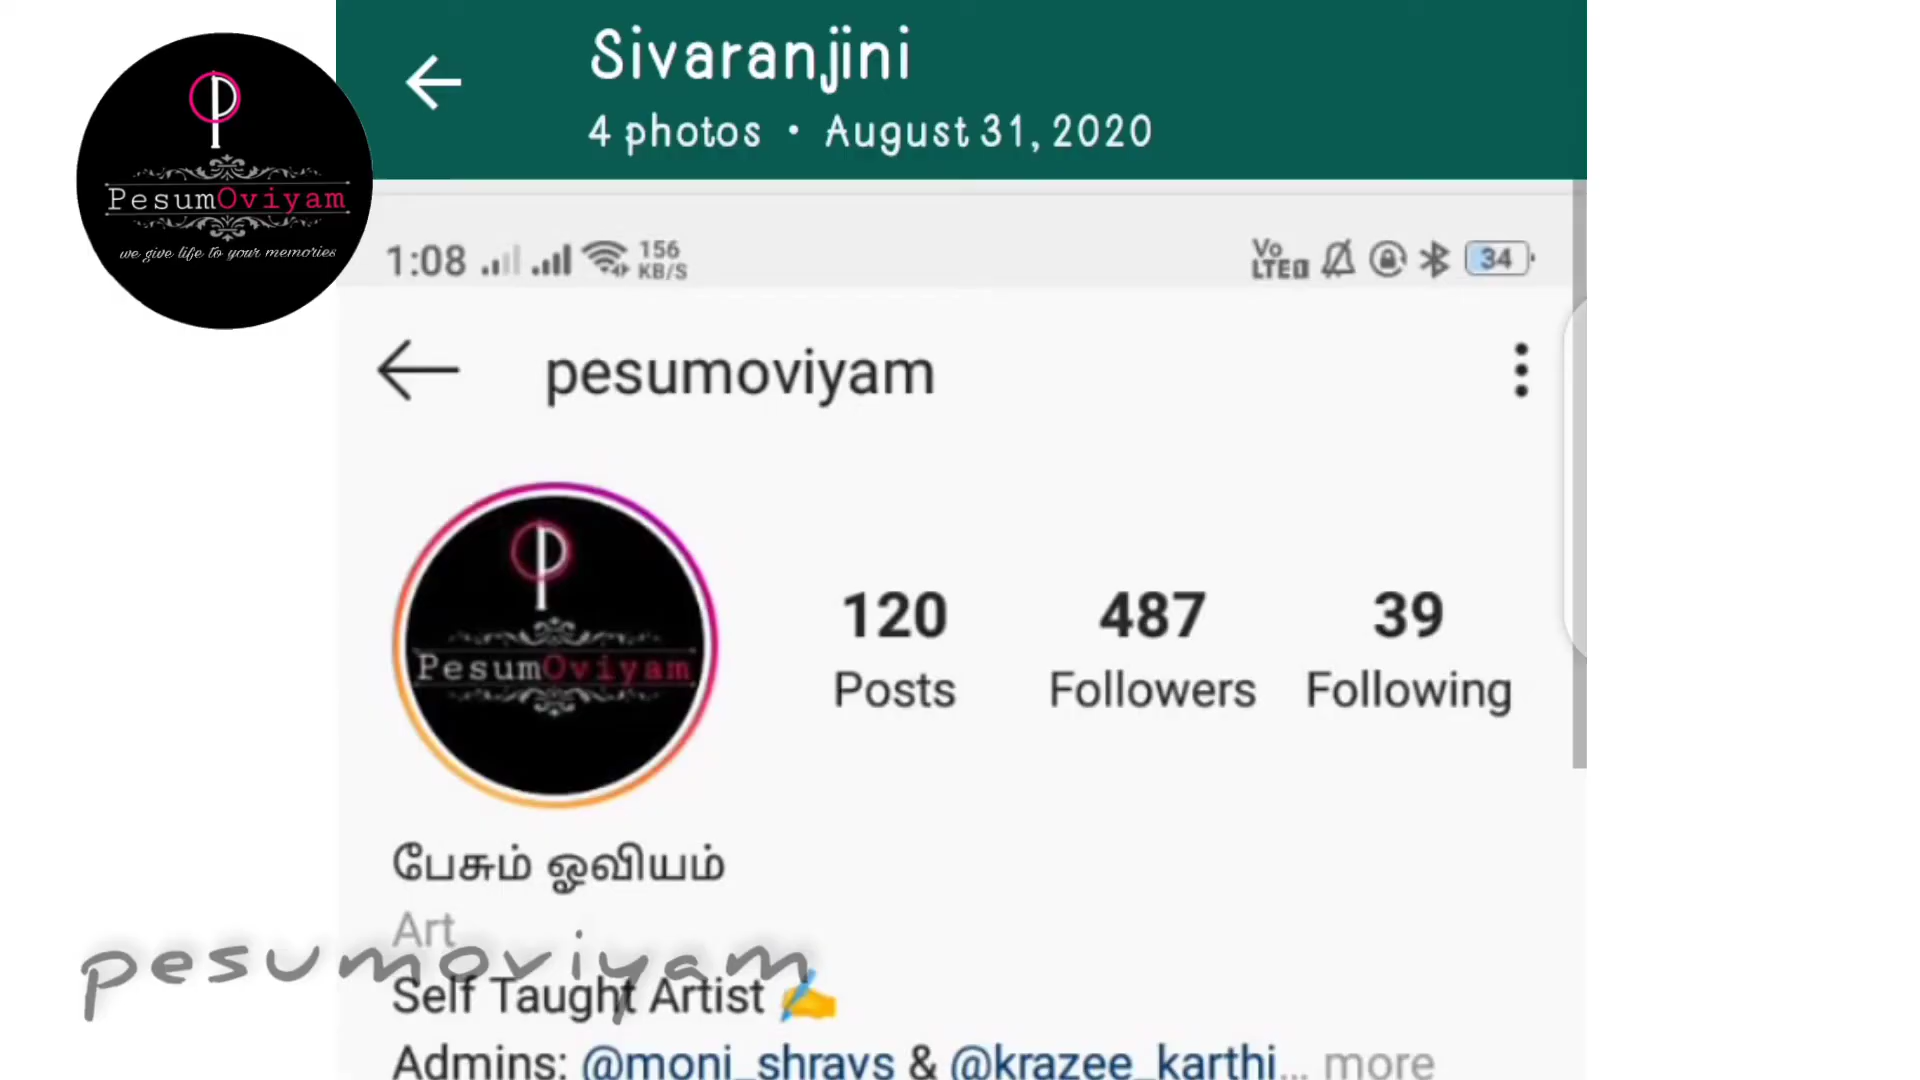 Sivaranjini
4 photos • August 31, 2020
P
PesumOviyam
we give life to your memories
1:08 156 KB/S Vo LTE 34
pesumoviyam
P
PesumOviyam
120 487 39
Posts Followers Following
பேசும் ஓவியம்
Art
pesumoviyam
Self Taught Artist ✍
Admins: @moni_shravs & @krazee_karthi... more